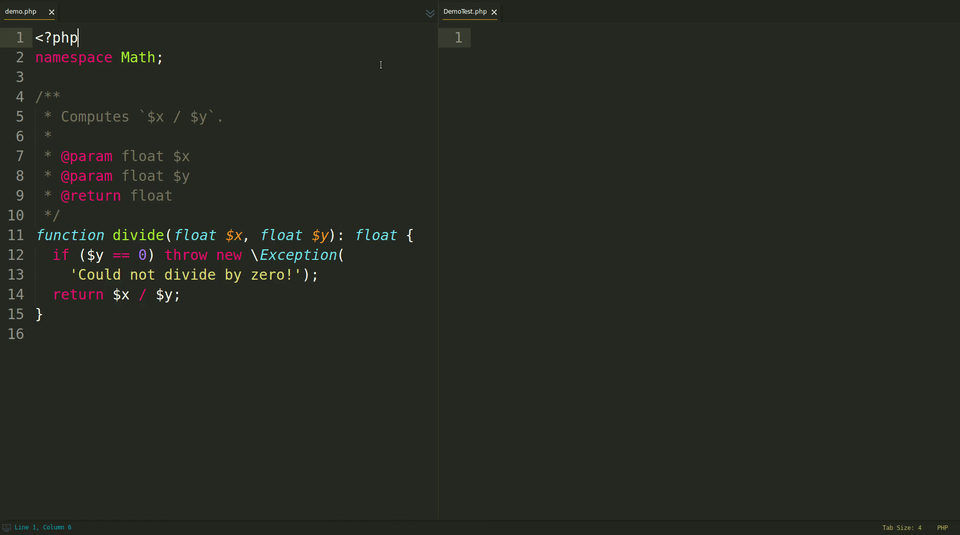 demo.php
DemoTest.php
1 <?php
2 namespace Math;
3
4 /**
5  * Computes `$x / $y`.
6  *
7  * @param float $x
8  * @param float $y
9  * @return float
10  */
11 function divide(float $x, float $y): float {
12   if ($y == 0) throw new \Exception(
13     'Could not divide by zero!');
14   return $x / $y;
15 }
16
1
Line 1, Column 6
Tab Size: 4
PHP